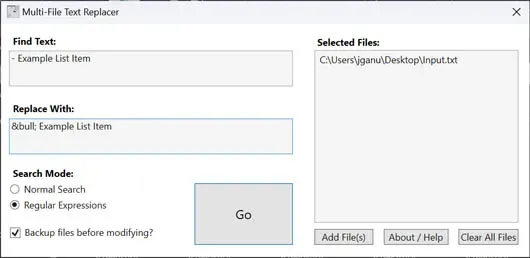 Multi-File Text Replacer
Find Text:
- Example List Item
Replace With:
&bull; Example List Item
Search Mode:
Normal Search
Regular Expressions
Backup files before modifying?
Go
Selected Files:
C:\Users\jganu\Desktop\Input.txt
Add File(s)
About / Help
Clear All Files